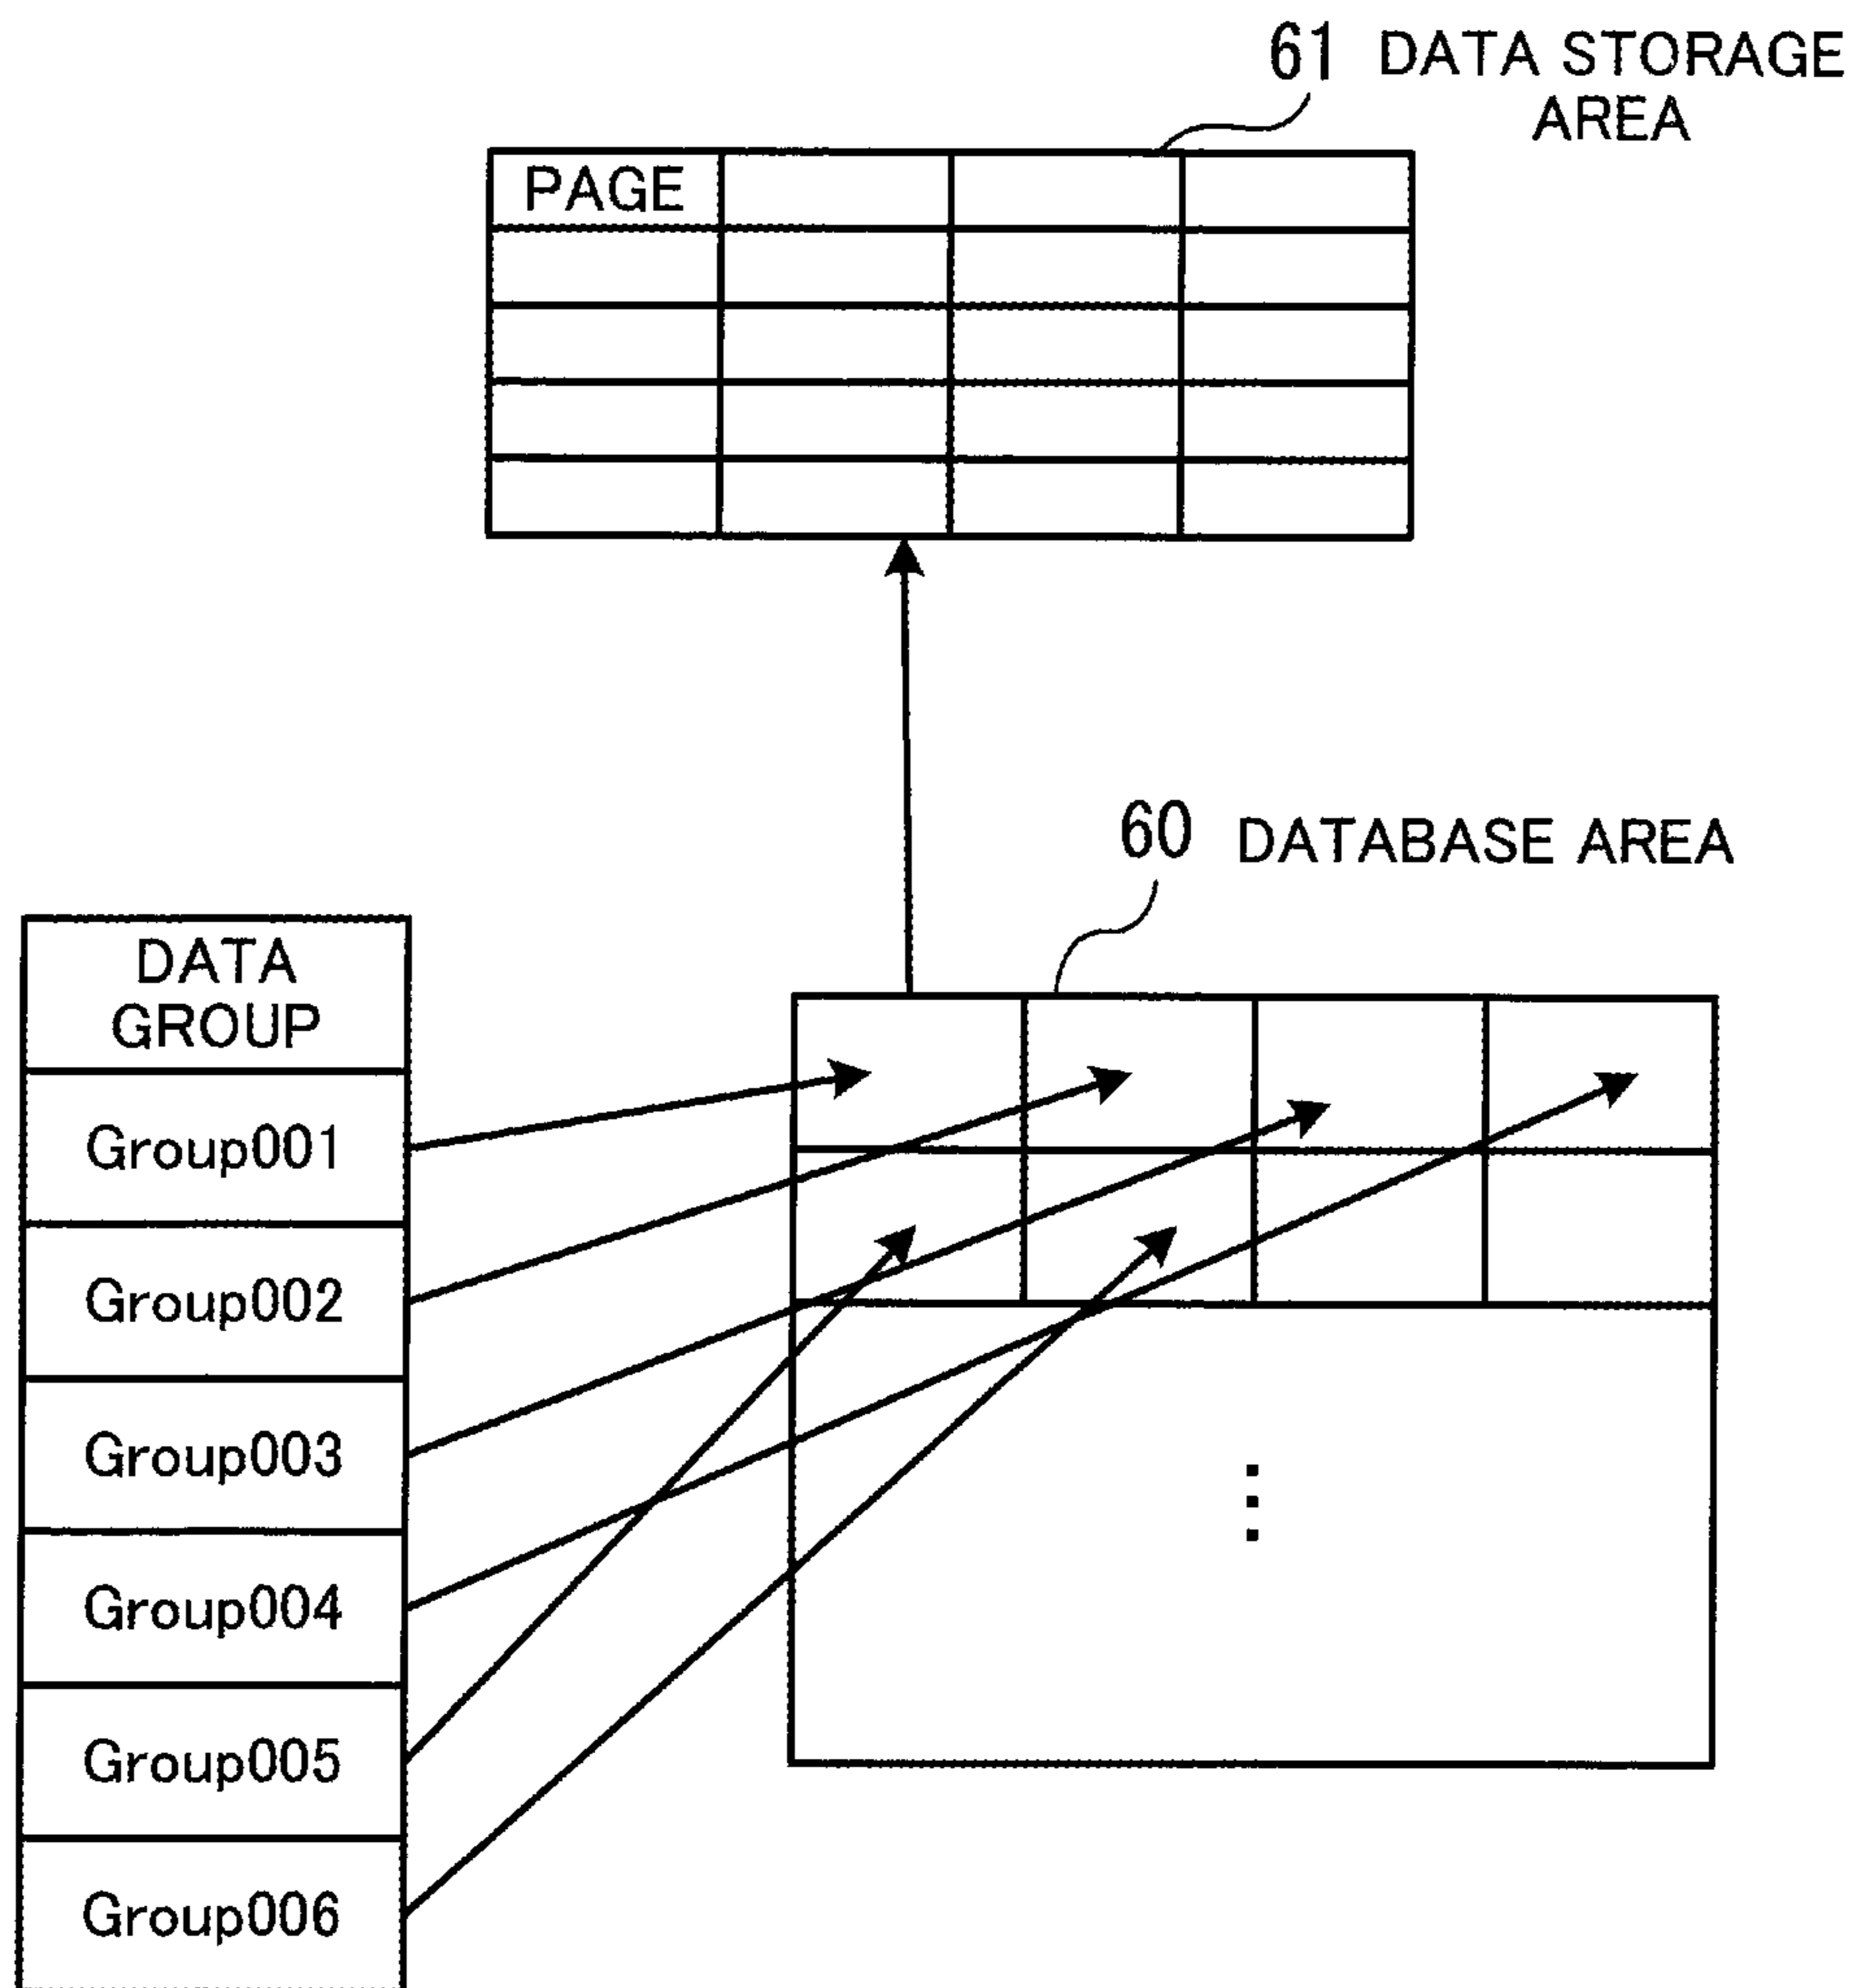 61 DATA STORAGE
AREA
PAGE
60 DATABASE AREA
DATA
GROUP
Group001
Group002
Group003
Group004
Group005
Group006